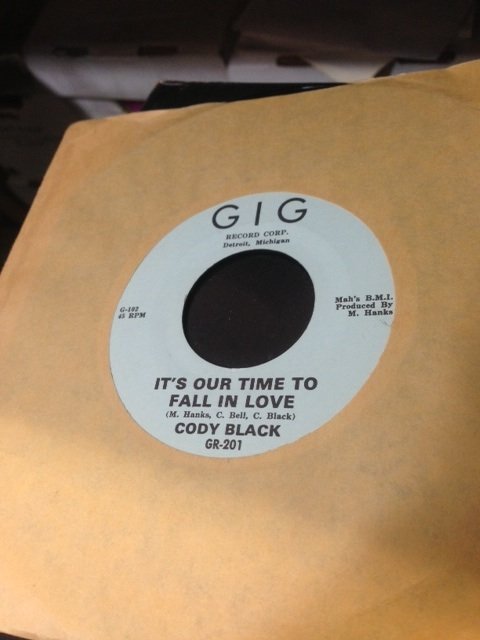 GIG
RECORD CORP.
Detroit, Michigan
G-102
45 RPM
Mah's B.M.I.
Produced By
M. Hanks
IT'S OUR TIME TO
FALL IN LOVE
(M. Hanks, C. Bell, C. Black)
CODY BLACK
GR-201